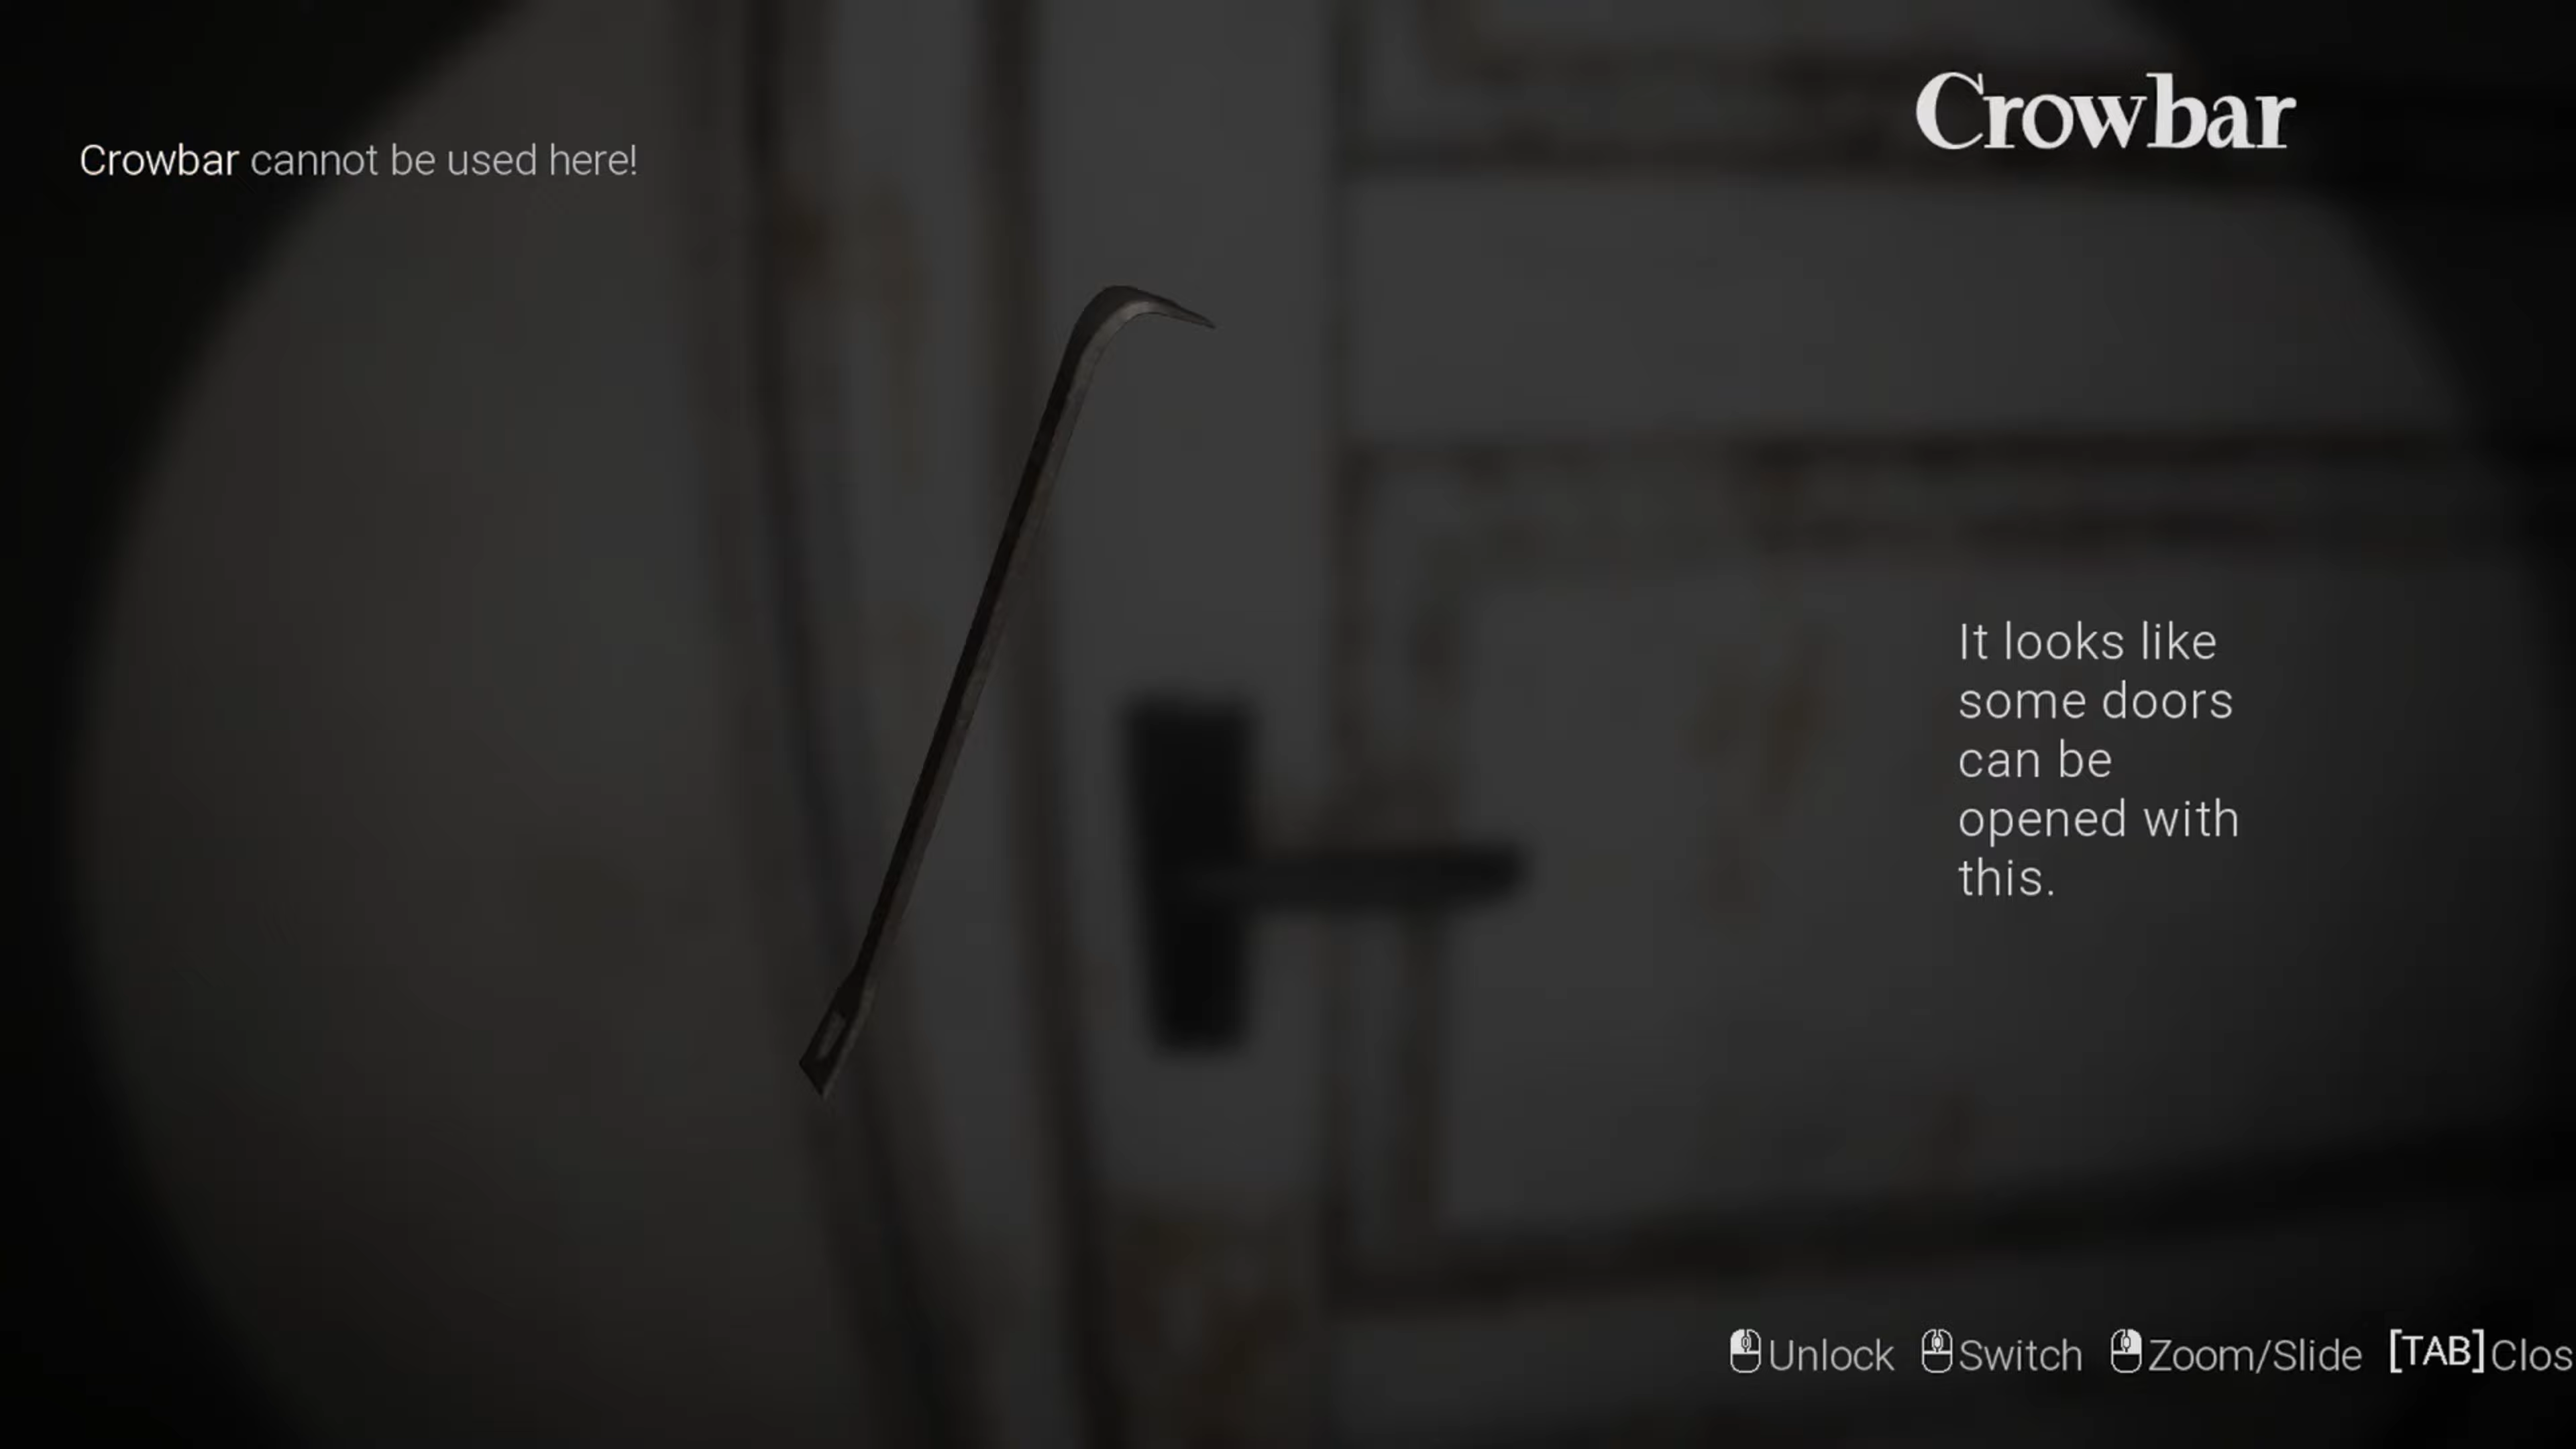 Crowbar
Crowbar cannot be used here!
It looks like
some doors
can be
opened with
this.
Unlock Switch Zoom/Slide [TAB]Clos